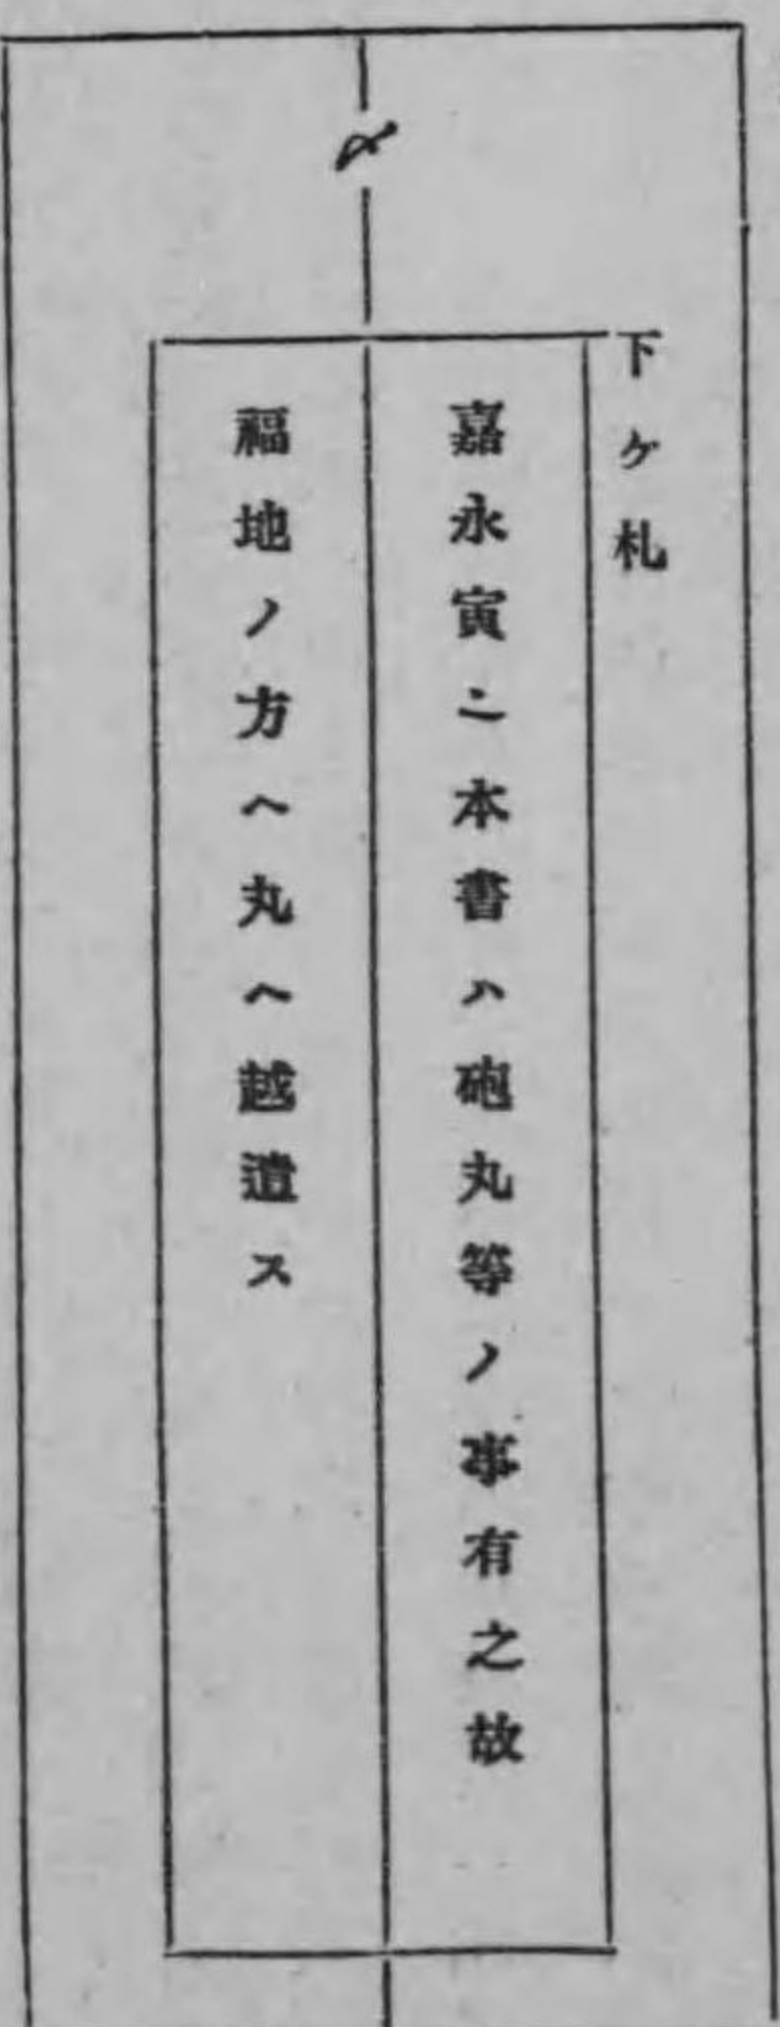 下ケ札
嘉永寅ニ本書ハ砲丸等ノ事有之故
福地ノ方ヘ丸ヘ越遣ス
〆